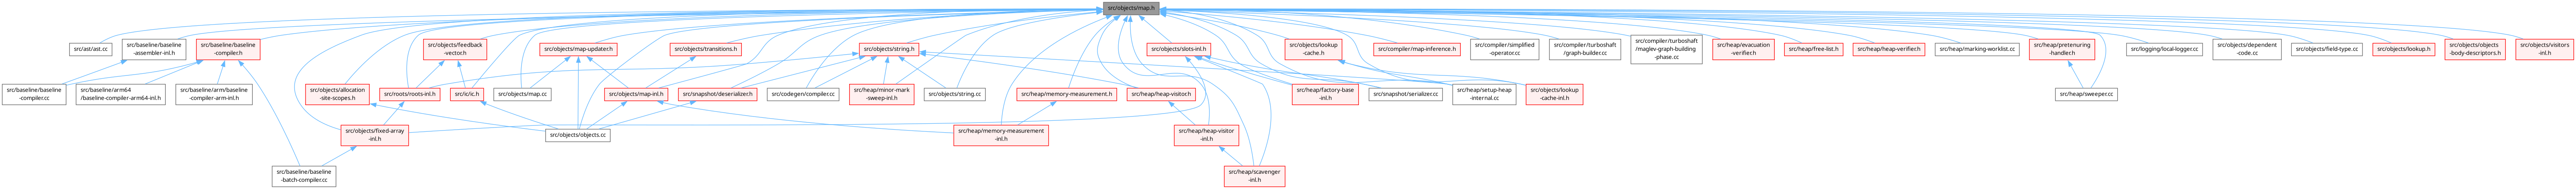 src/objects/map.h
src/ast/ast.cc
src/baseline/baseline
-assembler-inl.h
src/baseline/baseline
-compiler.h
src/objects/feedback
-vector.h
src/objects/map-updater.h
src/objects/transitions.h
src/objects/string.h
src/objects/slots-inl.h
src/objects/lookup
-cache.h
src/compiler/map-inference.h
src/compiler/simplified
-operator.cc
src/compiler/turboshaft
/graph-builder.cc
src/compiler/turboshaft
/maglev-graph-building
-phase.cc
src/heap/evacuation
-verifier.h
src/heap/free-list.h
src/heap/heap-verifier.h
src/heap/marking-worklist.cc
src/heap/pretenuring
-handler.h
src/logging/local-logger.cc
src/objects/dependent
-code.cc
src/objects/field-type.cc
src/objects/lookup.h
src/objects/objects
-body-descriptors.h
src/objects/visitors
-inl.h
src/baseline/baseline
-compiler.cc
src/baseline/arm64
/baseline-compiler-arm64-inl.h
src/baseline/arm/baseline
-compiler-arm-inl.h
src/objects/allocation
-site-scopes.h
src/roots/roots-inl.h
src/ic/ic.h
src/objects/map.cc
src/objects/map-inl.h
src/snapshot/deserializer.h
src/codegen/compiler.cc
src/heap/minor-mark
-sweep-inl.h
src/objects/string.cc
src/heap/memory-measurement.h
src/heap/heap-visitor.h
src/heap/factory-base
-inl.h
src/snapshot/serializer.cc
src/heap/setup-heap
-internal.cc
src/objects/lookup
-cache-inl.h
src/heap/sweeper.cc
src/objects/fixed-array
-inl.h
src/objects/objects.cc
src/heap/memory-measurement
-inl.h
src/heap/heap-visitor
-inl.h
src/baseline/baseline
-batch-compiler.cc
src/heap/scavenger
-inl.h